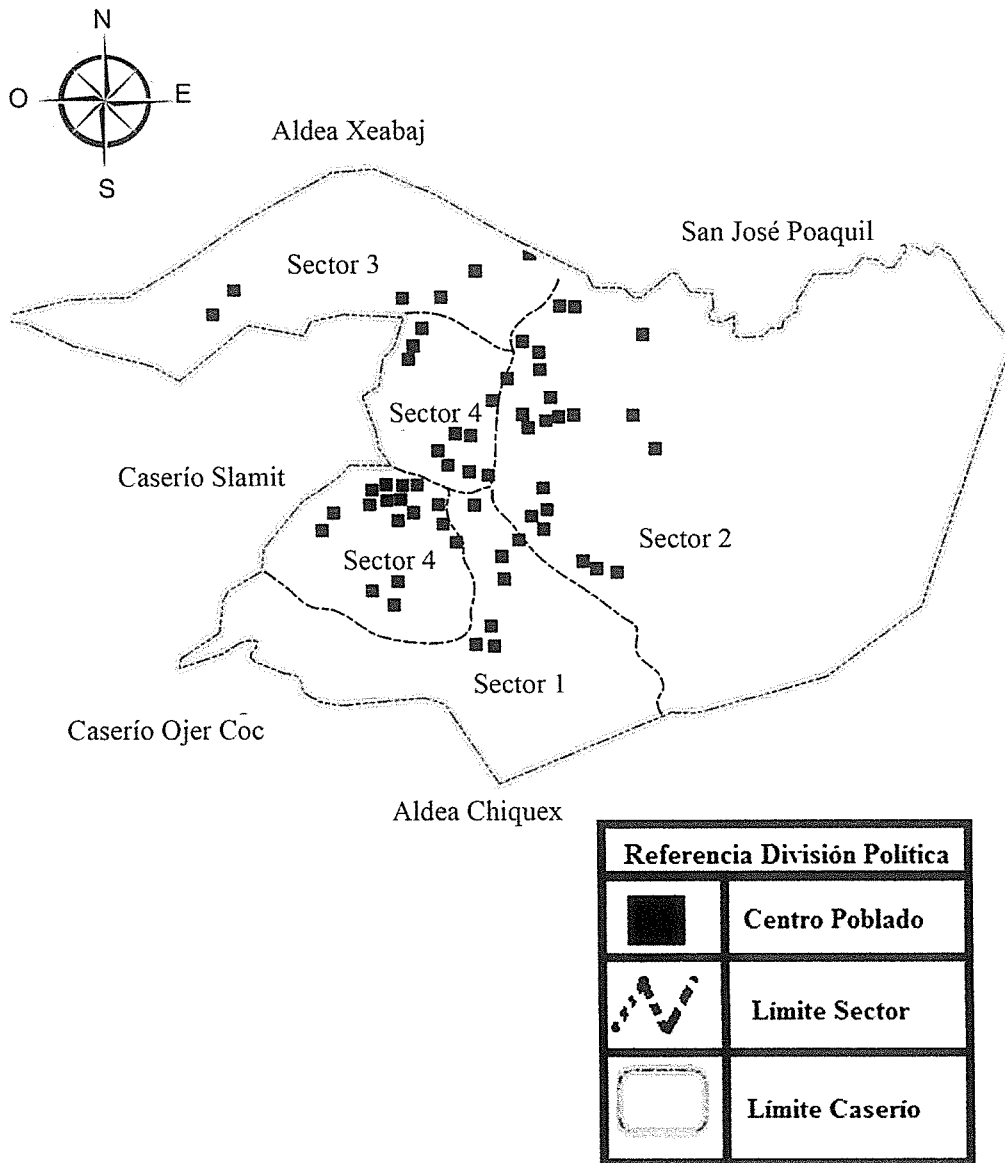 N
O
E
S
Aldea Xeabaj
San José Poaquil
Sector 3
Sector 4
Caserío Slamit
Sector 4
Sector 2
Sector 1
Caserío Ojer Coc
Aldea Chiquex
Referencia División Política
Centro Poblado
Límite Sector
Límite Caserío